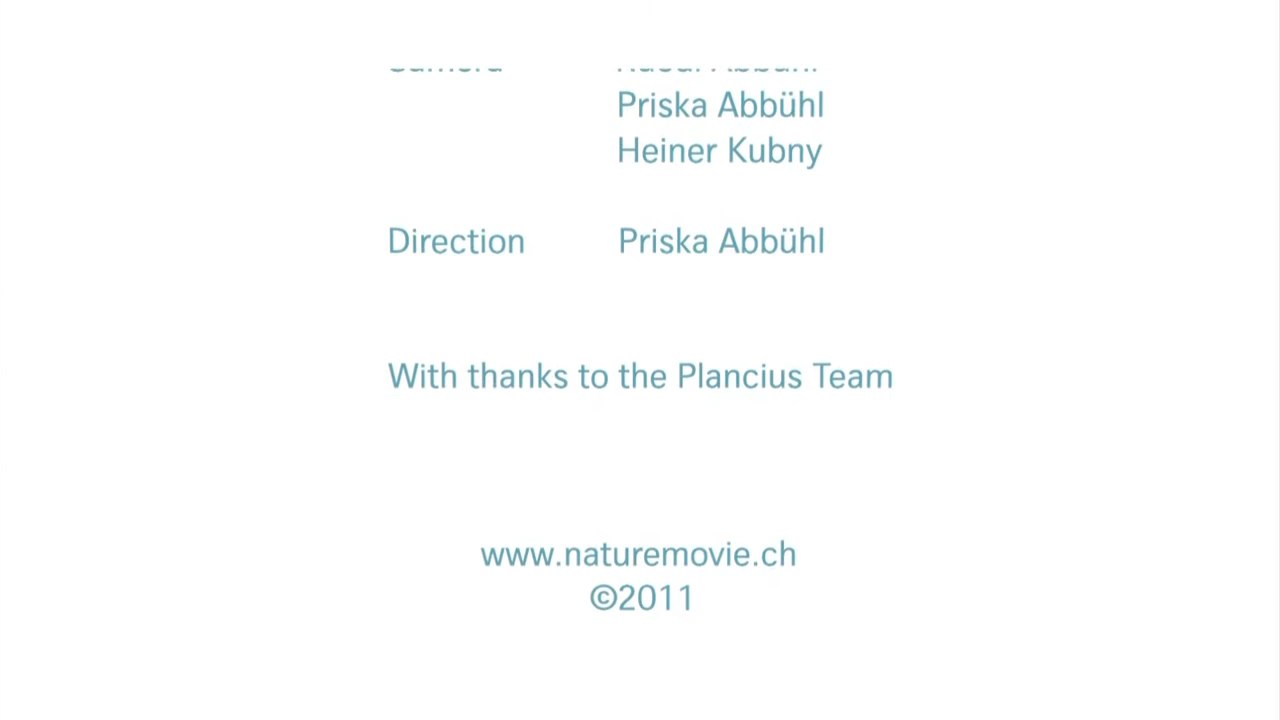 Priska Abbühl
Heiner Kubny
Direction Priska Abbühl
With thanks to the Plancius Team
www.naturemovie.ch
©2011